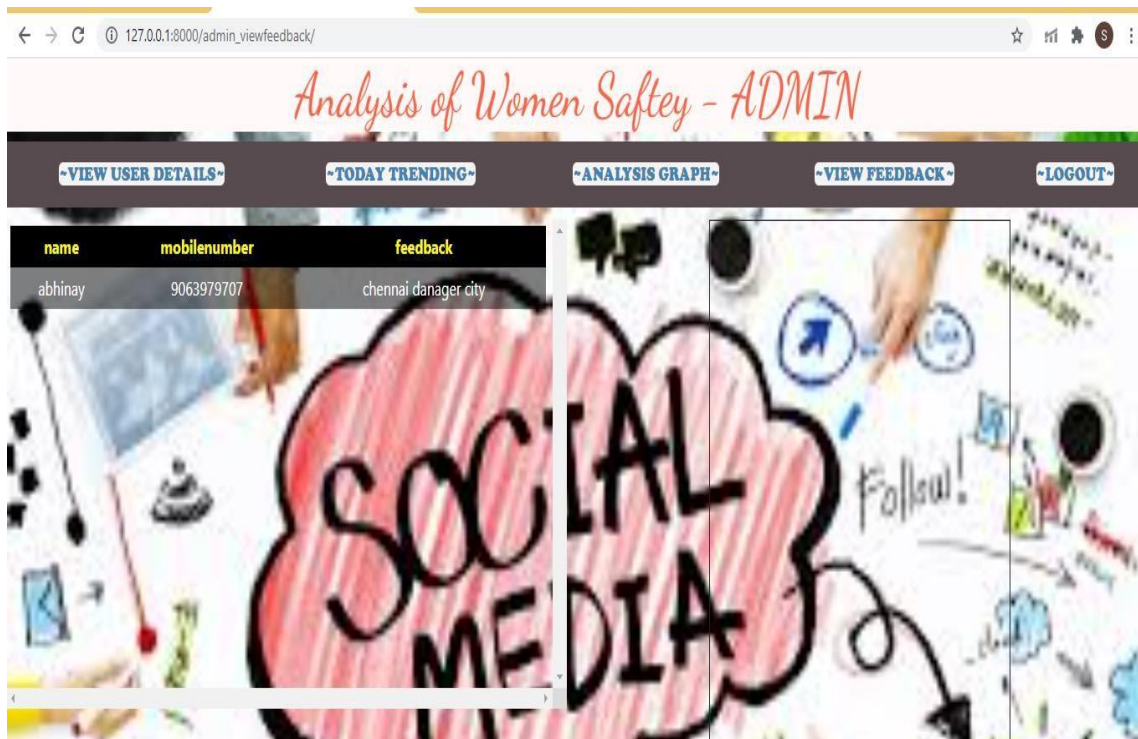 127.0.0.1:8000/admin_viewfeedback/
S
Analysis of Women Saftey - ADMIN
~VIEW USER DETAILS~ ~TODAY TRENDING~ ~ANALYSIS GRAPH~ ~VIEW FEEDBACK~ ~LOGOUT~
name mobilenumber feedback
abhinay 9063979707 chennai danager city
SOCIAL
MEDIA
Follow!